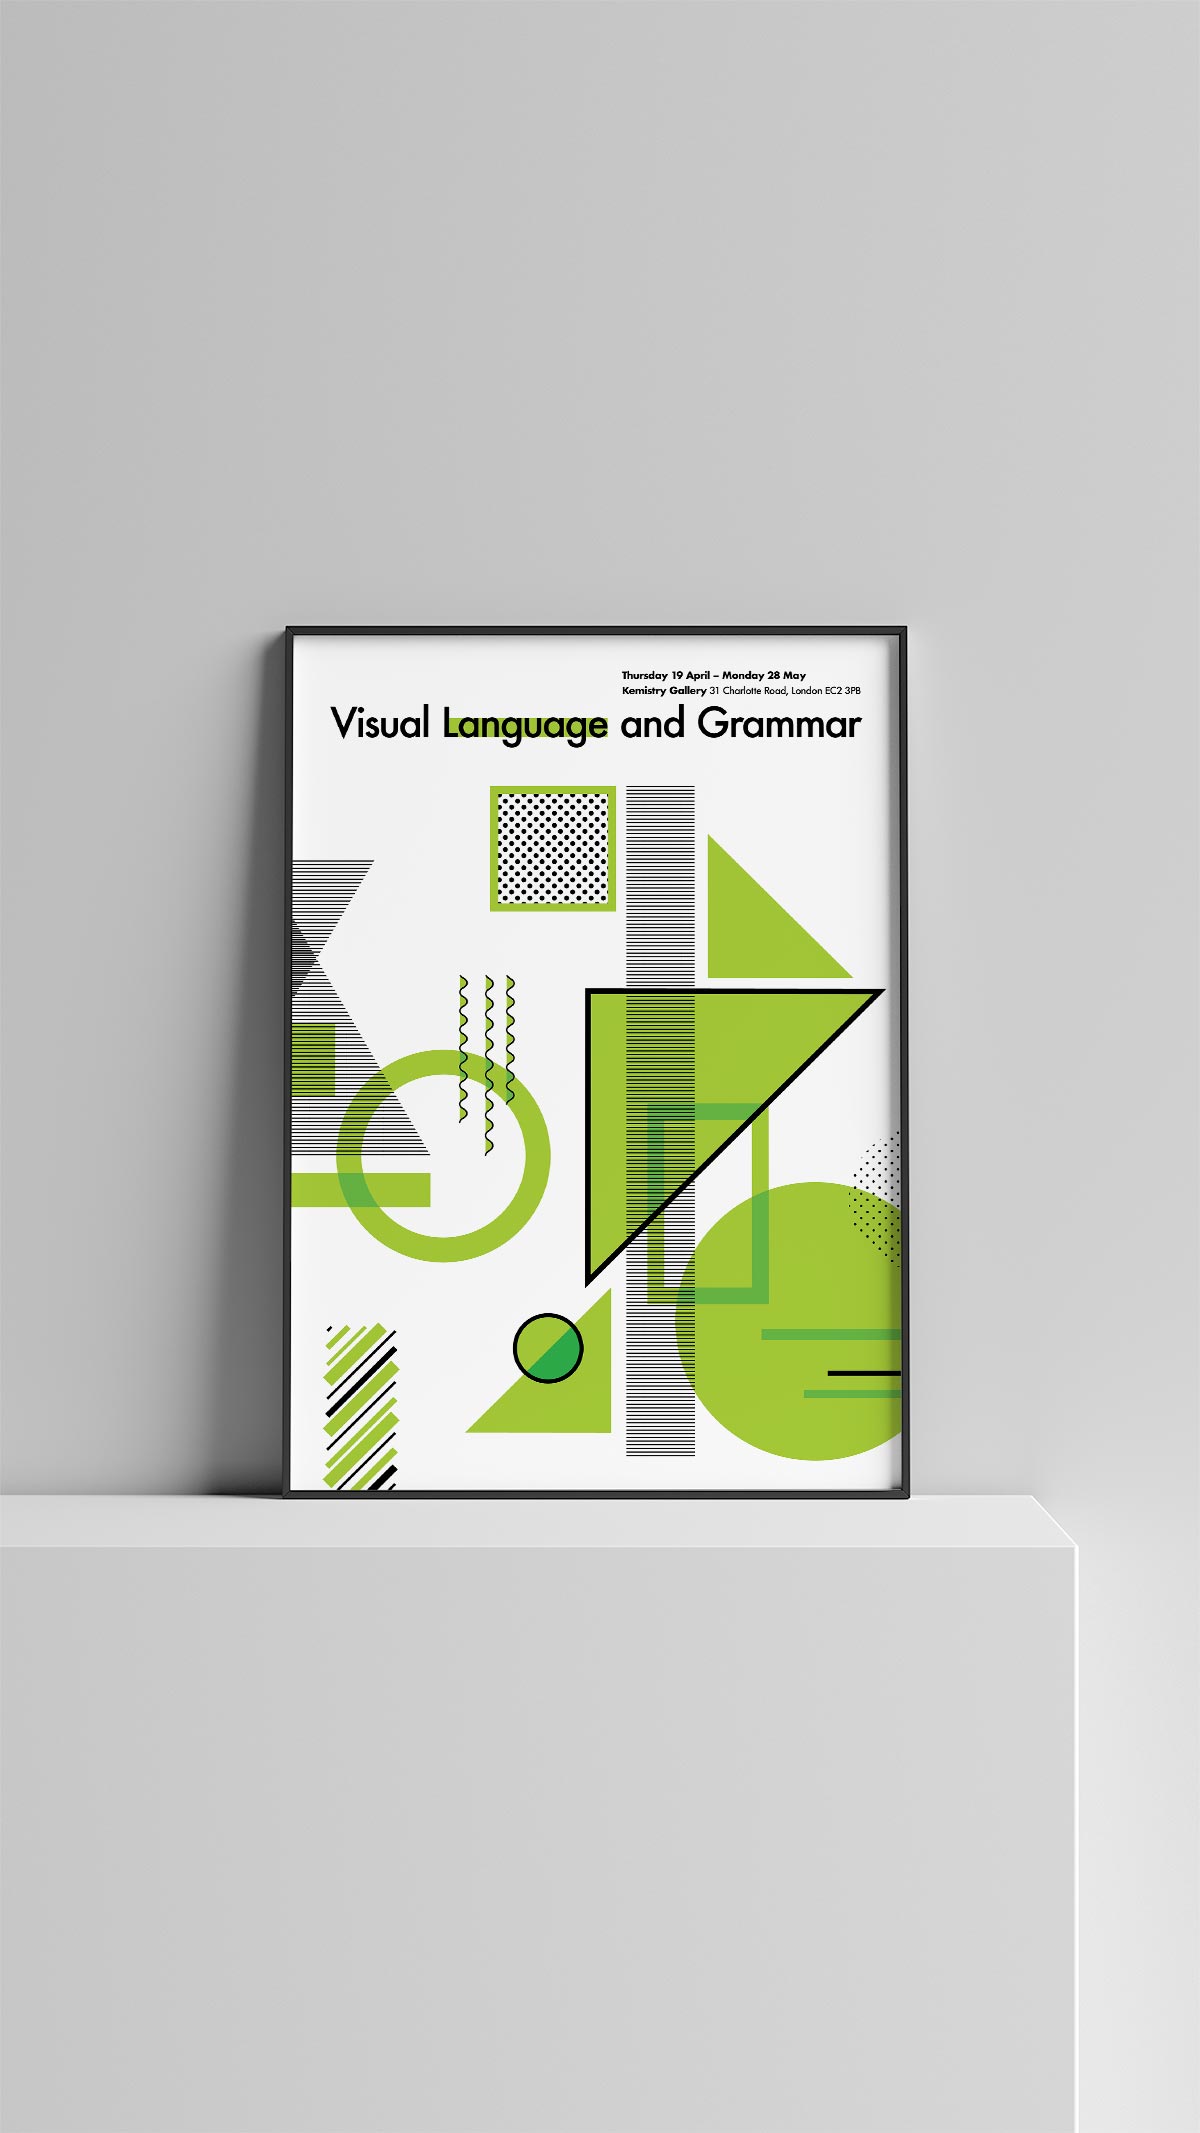 Thursday 19 April – Monday 28 May
Kemistry Gallery 31 Charlotte Road, London EC2 3PB
Visual Language and Grammar